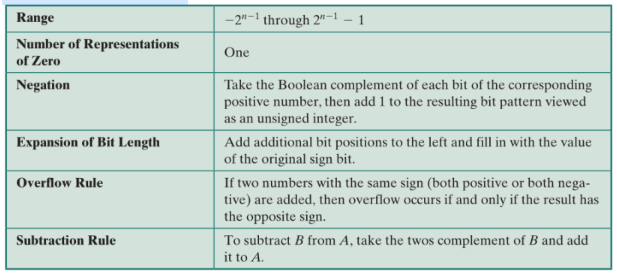 Range
−2ⁿ⁻¹ through 2ⁿ⁻¹ − 1
Number of Representations
of Zero
One
Negation
Take the Boolean complement of each bit of the corresponding
positive number, then add 1 to the resulting bit pattern viewed
as an unsigned integer.
Expansion of Bit Length
Add additional bit positions to the left and fill in with the value
of the original sign bit.
Overflow Rule
If two numbers with the same sign (both positive or both nega-
tive) are added, then overflow occurs if and only if the result has
the opposite sign.
Subtraction Rule
To subtract B from A, take the twos complement of B and add
it to A.